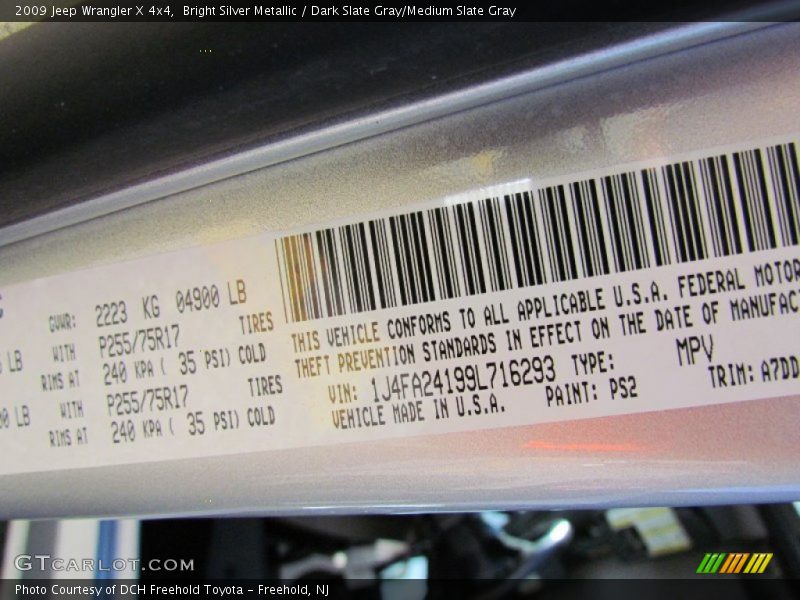 2009 Jeep Wrangler X 4x4,  Bright Silver Metallic / Dark Slate Gray/Medium Slate Gray
GVWR: 2223 KG 04900 LB
LB WITH P255/75R17 TIRES
RIMS AT 240 KPA ( 35 PSI) COLD
LB WITH P255/75R17 TIRES
RIMS AT 240 KPA ( 35 PSI) COLD
THIS VEHICLE CONFORMS TO ALL APPLICABLE U.S.A. FEDERAL MOTOR
THEFT PREVENTION STANDARDS IN EFFECT ON THE DATE OF MANUFAC
VIN: 1J4FA24199L716293 TYPE: MPV
VEHICLE MADE IN U.S.A. PAINT: PS2 TRIM: A7DD
GTCARLOT.COM
Photo Courtesy of DCH Freehold Toyota - Freehold, NJ